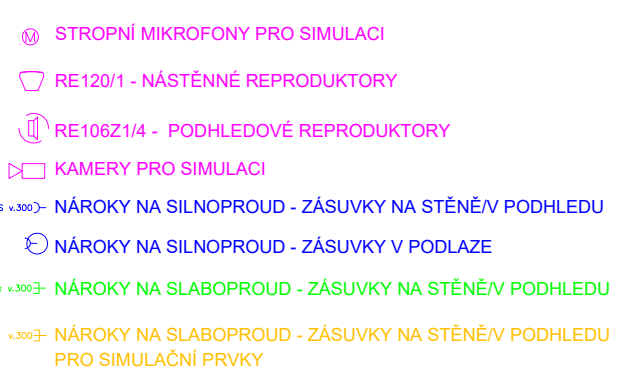 M STROPNÍ MIKROFONY PRO SIMULACI
RE120/1 - NÁSTĚNNÉ REPRODUKTORY
RE106Z1/4 - PODHLEDOVÉ REPRODUKTORY
KAMERY PRO SIMULACI
S v.300 NÁROKY NA SILNOPROUD - ZÁSUVKY NA STĚNĚ/V PODHLEDU
NÁROKY NA SILNOPROUD - ZÁSUVKY V PODLAZE
s v.300 NÁROKY NA SLABOPROUD - ZÁSUVKY NA STĚNĚ/V PODHLEDU
v.300 NÁROKY NA SLABOPROUD - ZÁSUVKY NA STĚNĚ/V PODHLEDU
PRO SIMULAČNÍ PRVKY